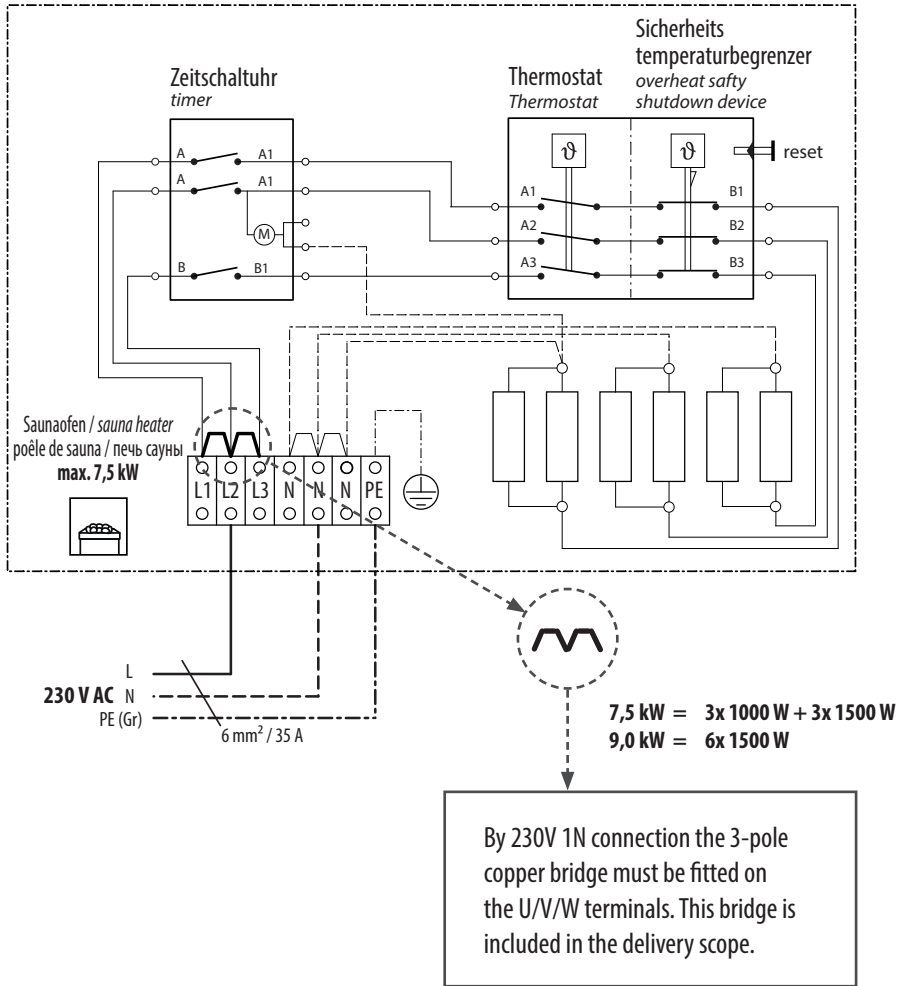 Zeitschaltuhr
timer
Thermostat
Thermostat
Sicherheits
temperaturbegrenzer
overheat safty
shutdown device
reset
A
A1
A
A1
M
B
B1
ϑ
ϑ
A1
A2
A3
B1
B2
B3
Saunaofen / sauna heater
poêle de sauna / печь сауны
max. 7,5 kW
L1 L2 L3 N N N PE
L
230 V AC N
PE (Gr)
6 mm² / 35 A
7,5 kW = 3x 1000 W + 3x 1500 W
9,0 kW = 6x 1500 W
By 230V 1N connection the 3-pole
copper bridge must be fitted on
the U/V/W terminals. This bridge is
included in the delivery scope.